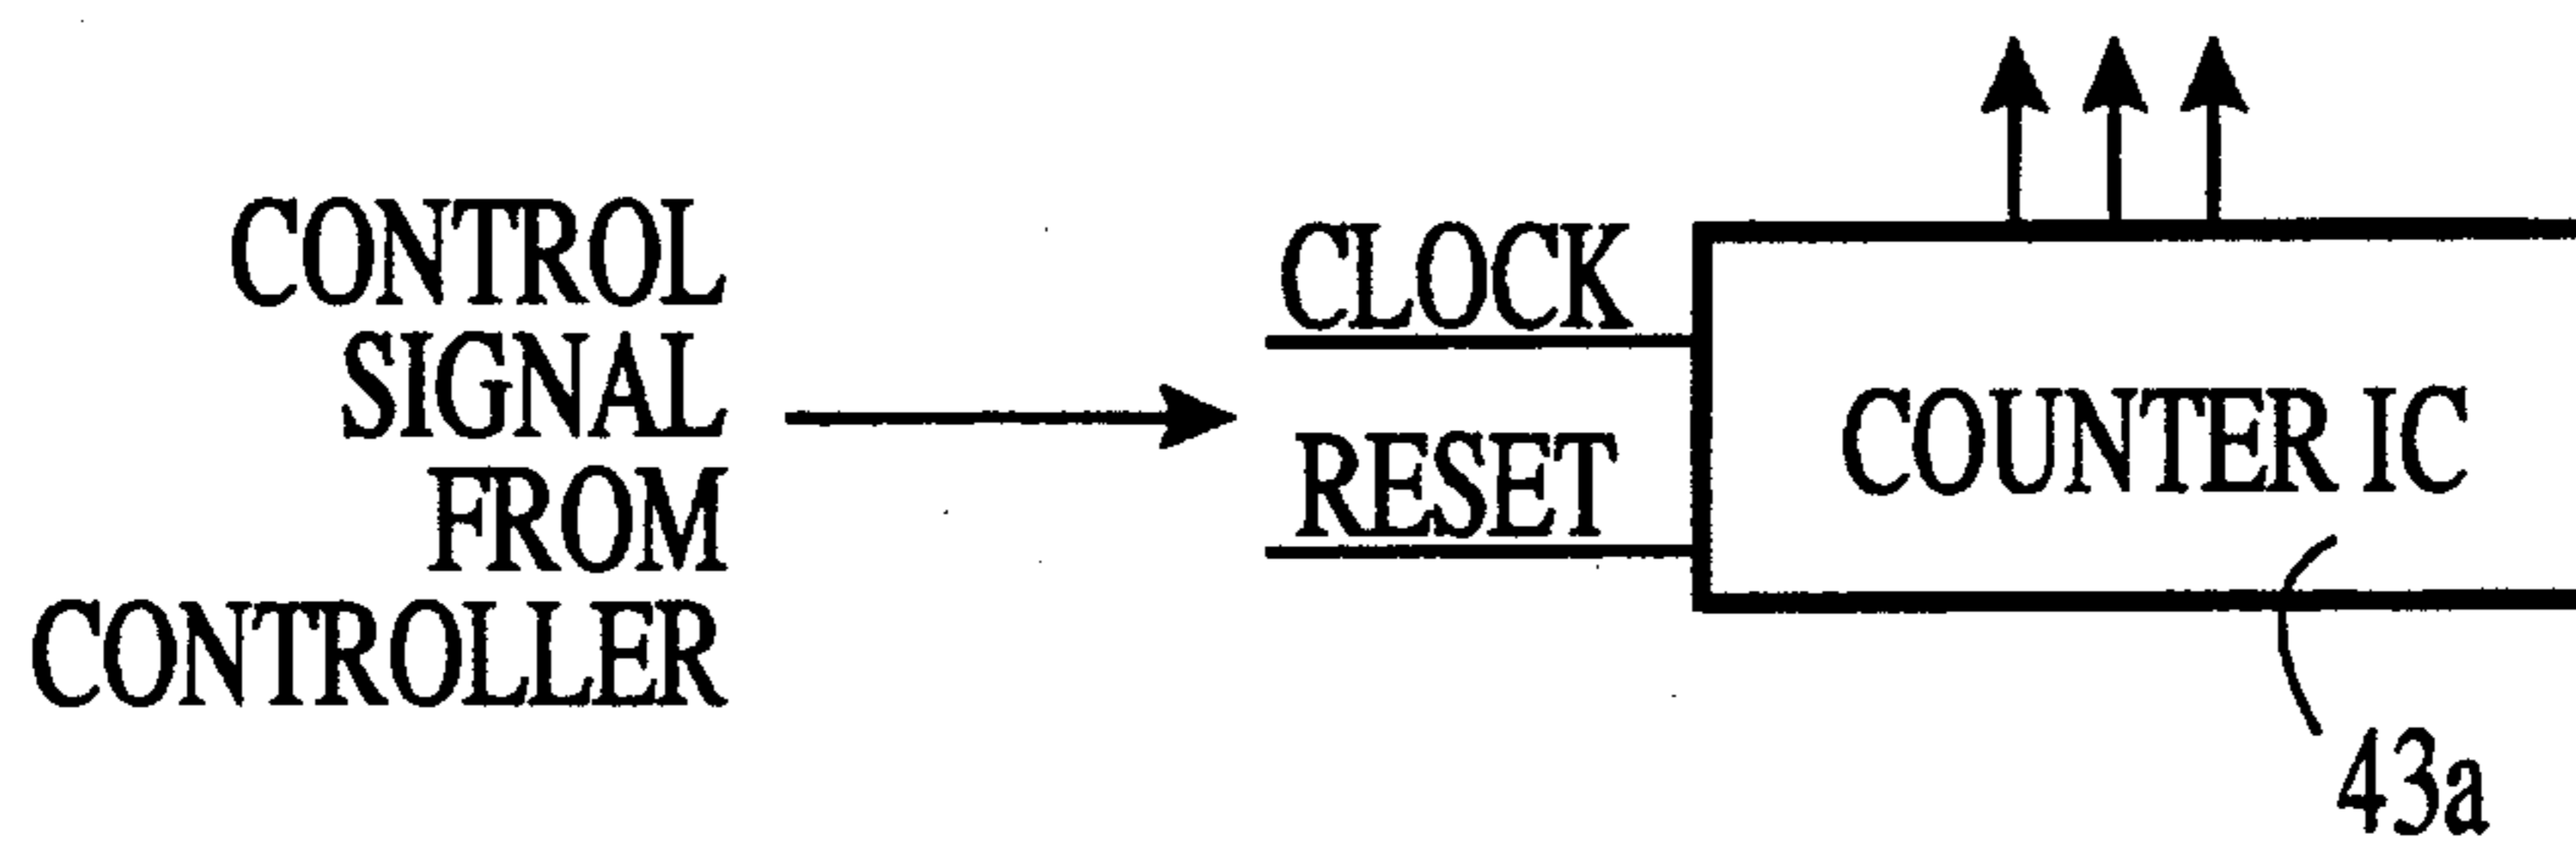 CONTROL
SIGNAL
FROM
CONTROLLER
CLOCK
RESET
COUNTER IC
43a